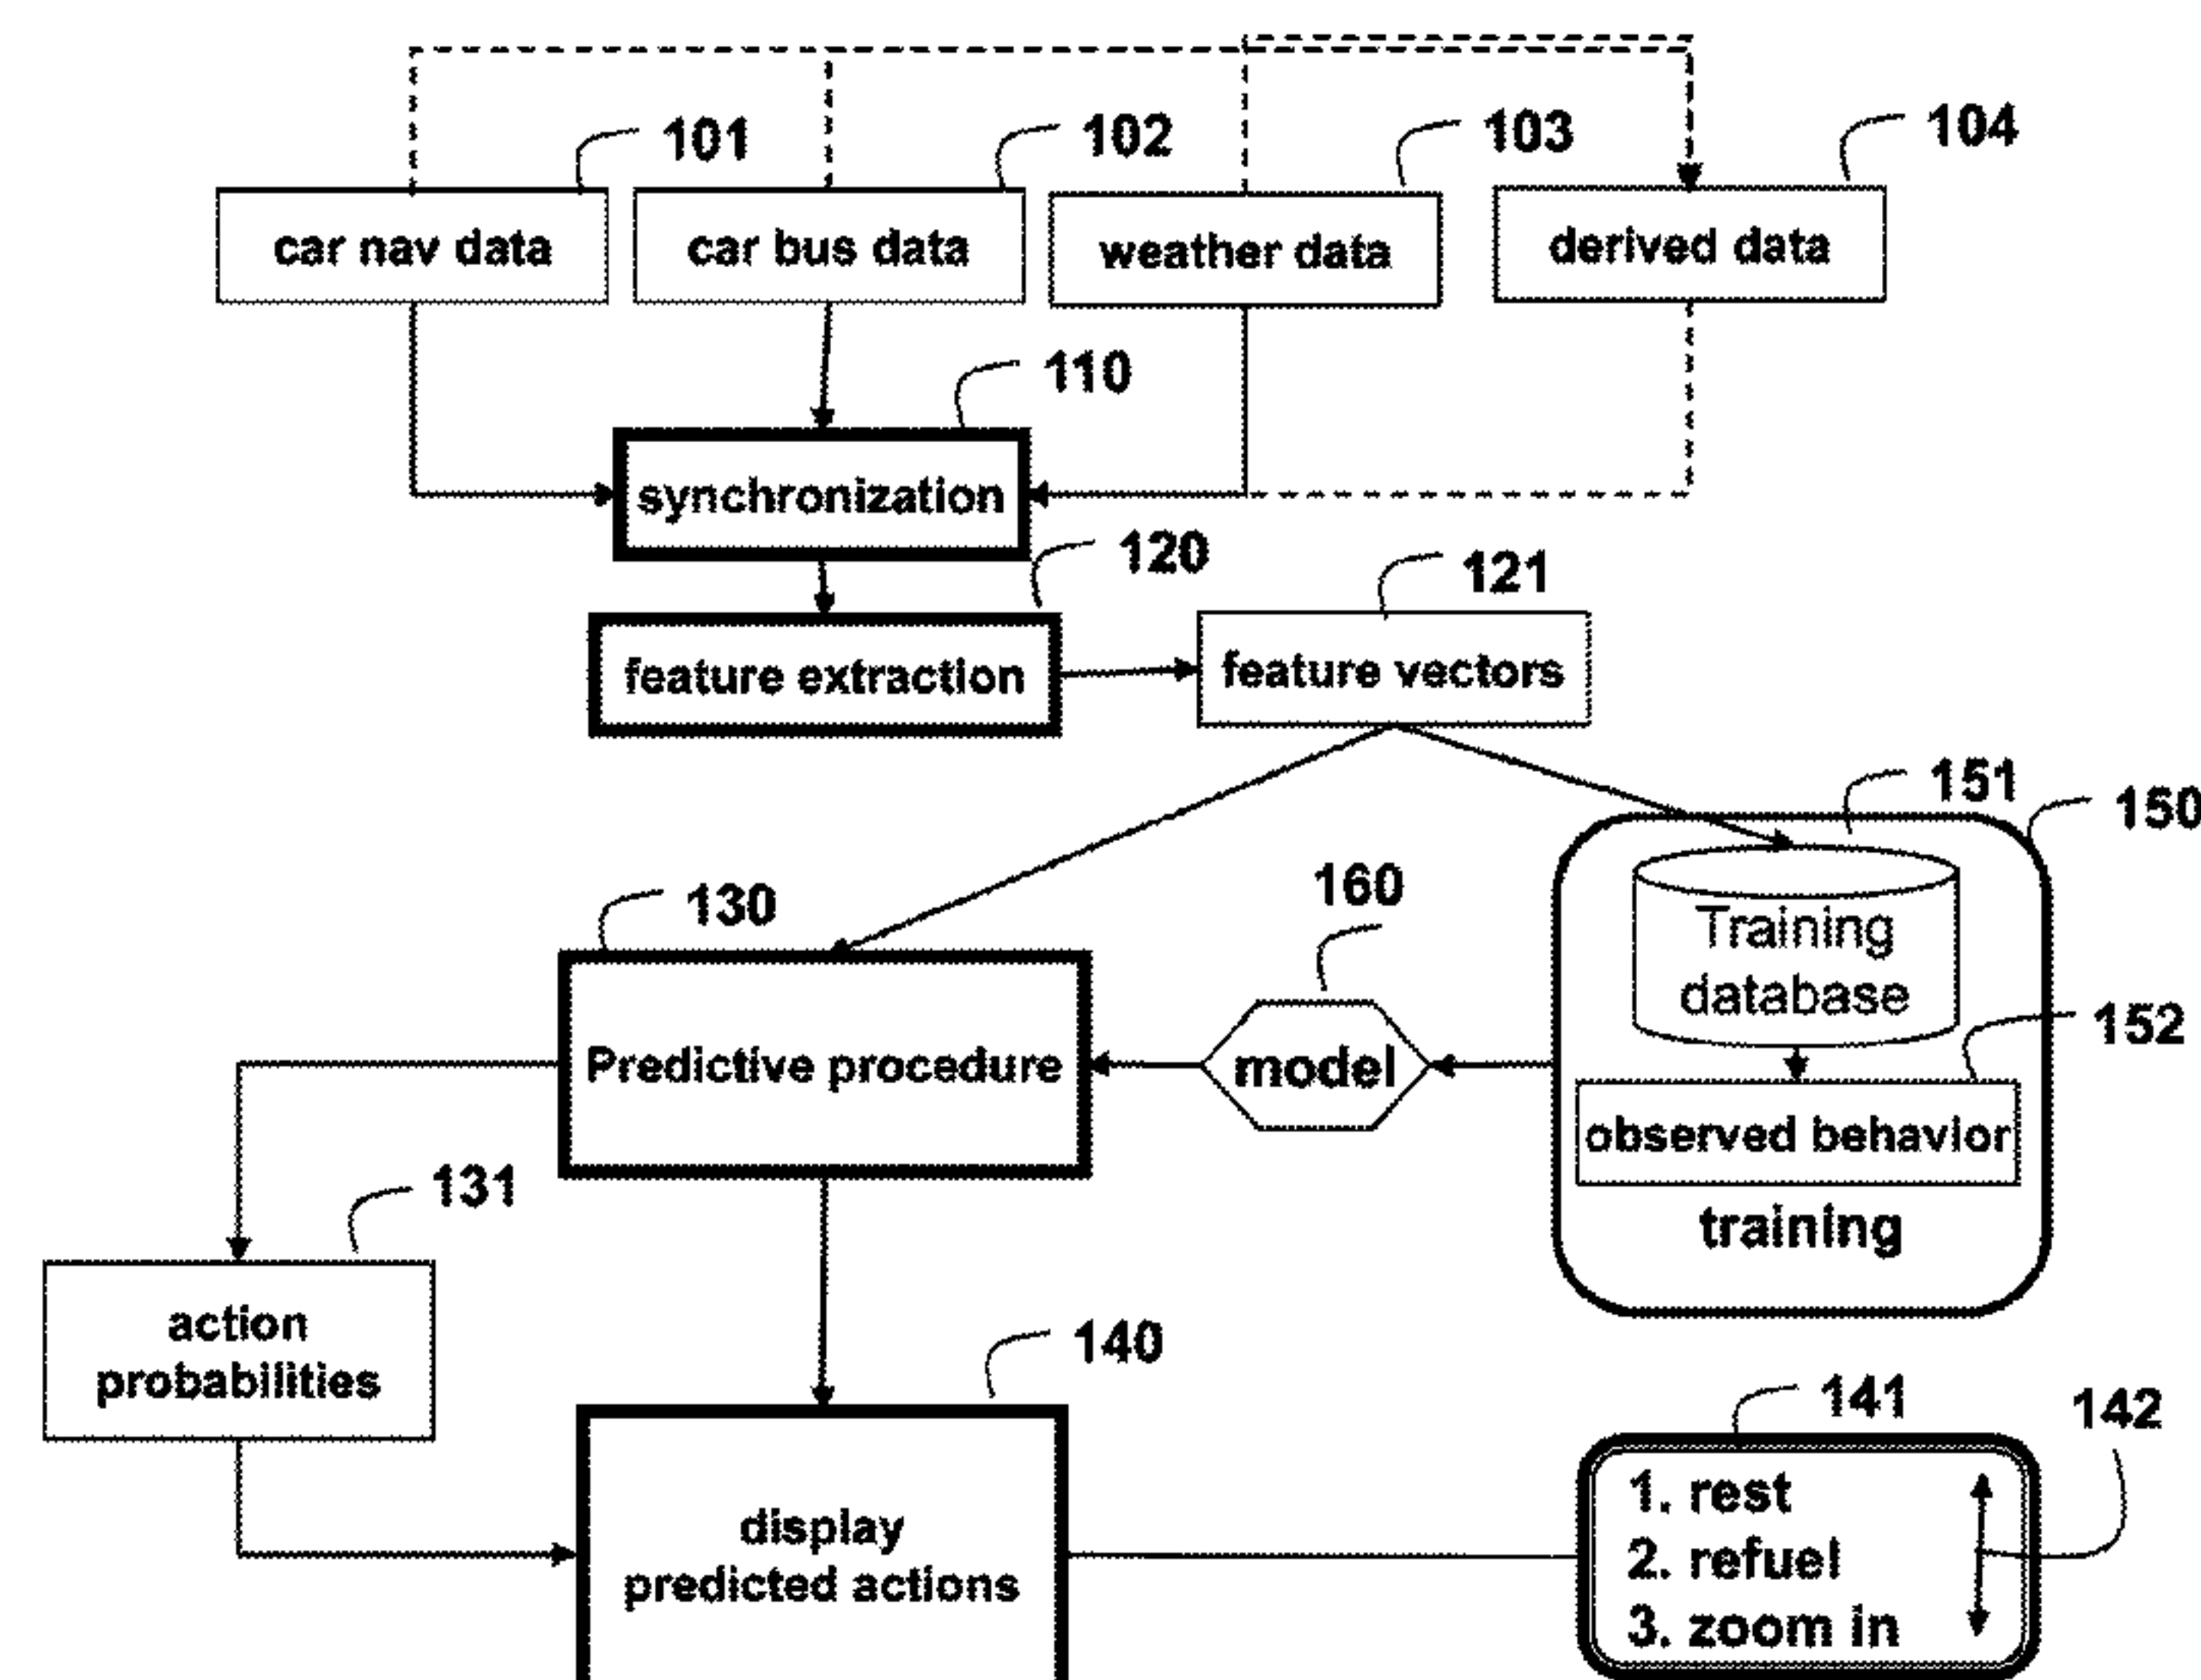 101
102
103
104
car nav data
car bus data
weather data
derived data
110
synchronization
120
121
feature extraction
feature vectors
151
150
130
160
Training
database
152
Predictive procedure
model
observed behavior
training
131
action
probabilities
140
141
142
1. rest
2. refuel
3. zoom in
display
predicted actions